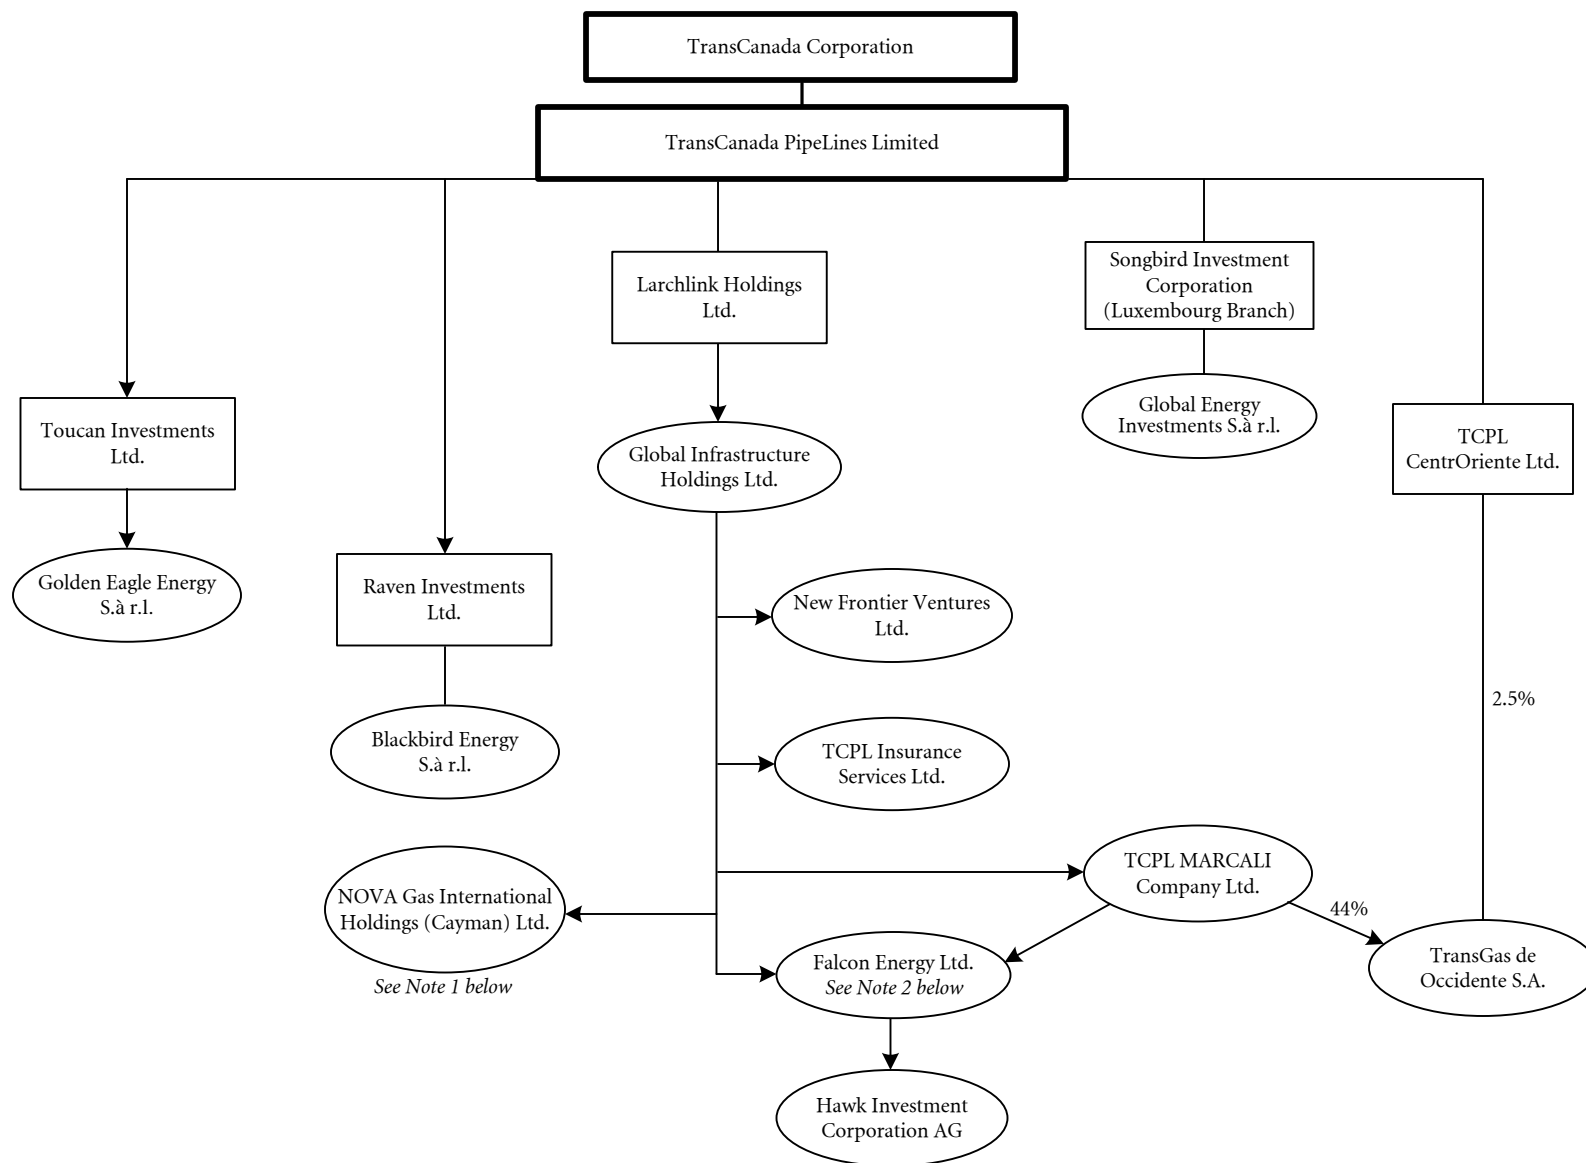 TransCanada Corporation
TransCanada PipeLines Limited
Larchlink Holdings
Ltd.
Songbird Investment
Corporation
(Luxembourg Branch)
Toucan Investments
Ltd.
Global Infrastructure
Holdings Ltd.
Global Energy
Investments S.à r.l.
TCPL
CentrOriente Ltd.
Golden Eagle Energy
S.à r.l.
Raven Investments
Ltd.
New Frontier Ventures
Ltd.
2.5%
Blackbird Energy
S.à r.l.
TCPL Insurance
Services Ltd.
NOVA Gas International
Holdings (Cayman) Ltd.
See Note 1 below
TCPL MARCALI
Company Ltd.
44%
Falcon Energy Ltd.
See Note 2 below
TransGas de
Occidente S.A.
Hawk Investment
Corporation AG